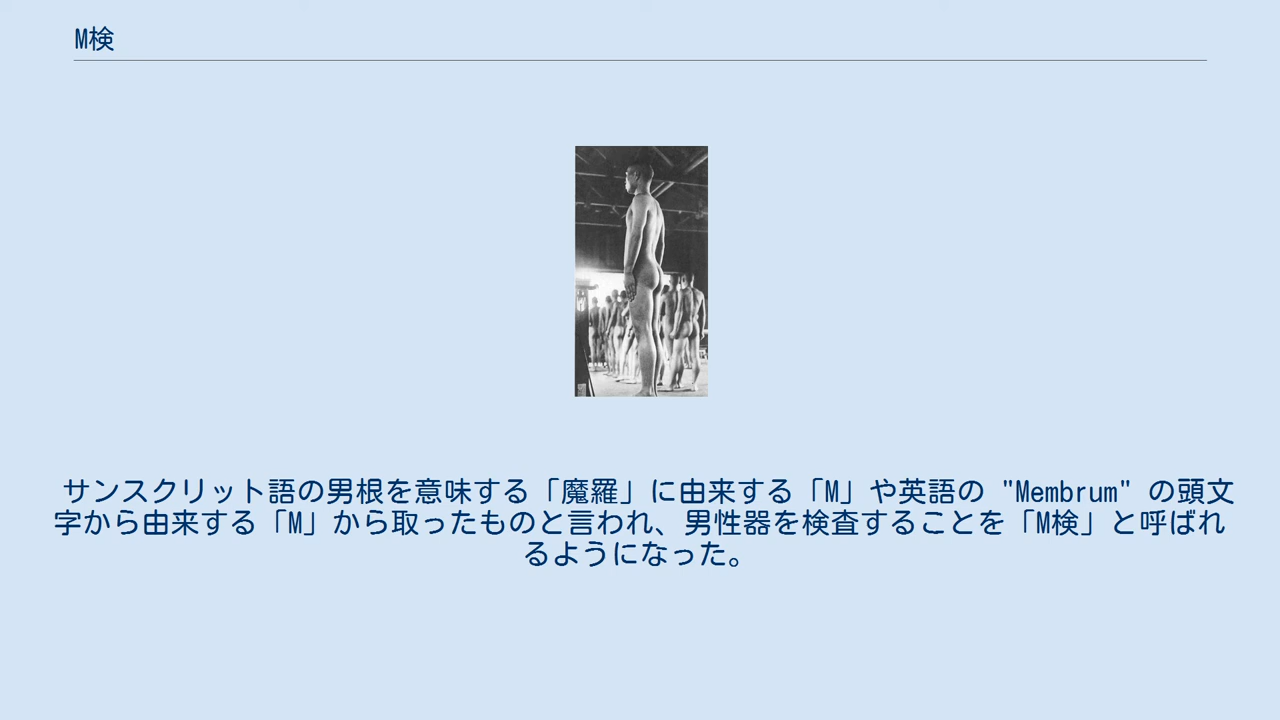 M検
サンスクリット語の男根を意味する「魔羅」に由来する「M」や英語の "Membrum" の頭文
字から由来する「M」から取ったものと言われ、男性器を検査することを「M検」と呼ばれ
るようになった。